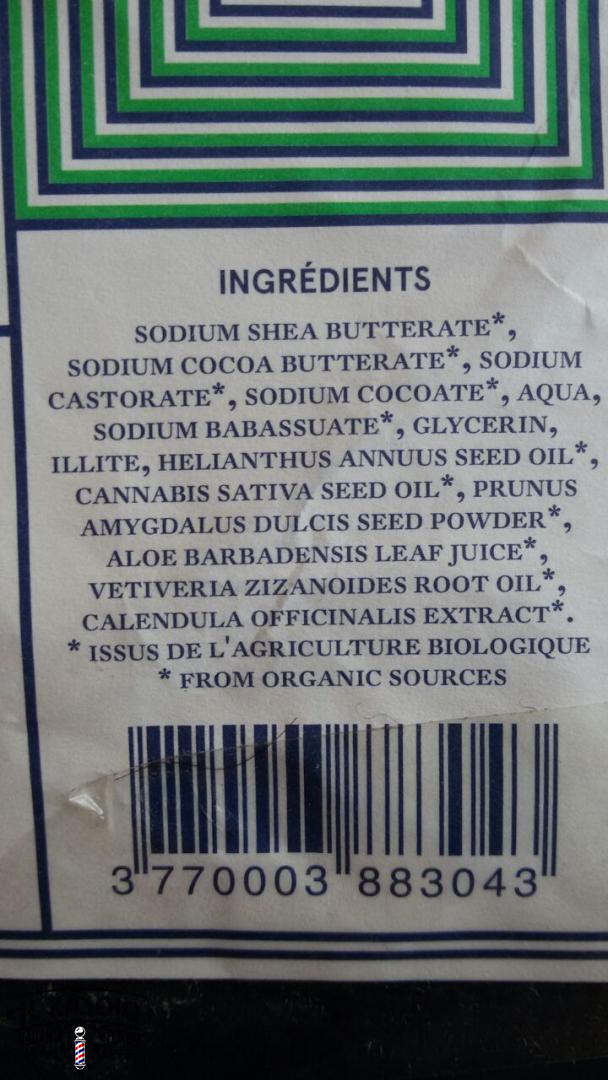 INGRÉDIENTS
SODIUM SHEA BUTTERATE*,
SODIUM COCOA BUTTERATE*, SODIUM
CASTORATE*, SODIUM COCOATE*, AQUA,
SODIUM BABASSUATE*, GLYCERIN,
ILLITE, HELIANTHUS ANNUUS SEED OIL*,
CANNABIS SATIVA SEED OIL*, PRUNUS
AMYGDALUS DULCIS SEED POWDER*,
ALOE BARBADENSIS LEAF JUICE*,
VETIVERIA ZIZANOIDES ROOT OIL*,
CALENDULA OFFICINALIS EXTRACT*.
* ISSUS DE L'AGRICULTURE BIOLOGIQUE
* FROM ORGANIC SOURCES
3 770003 883043